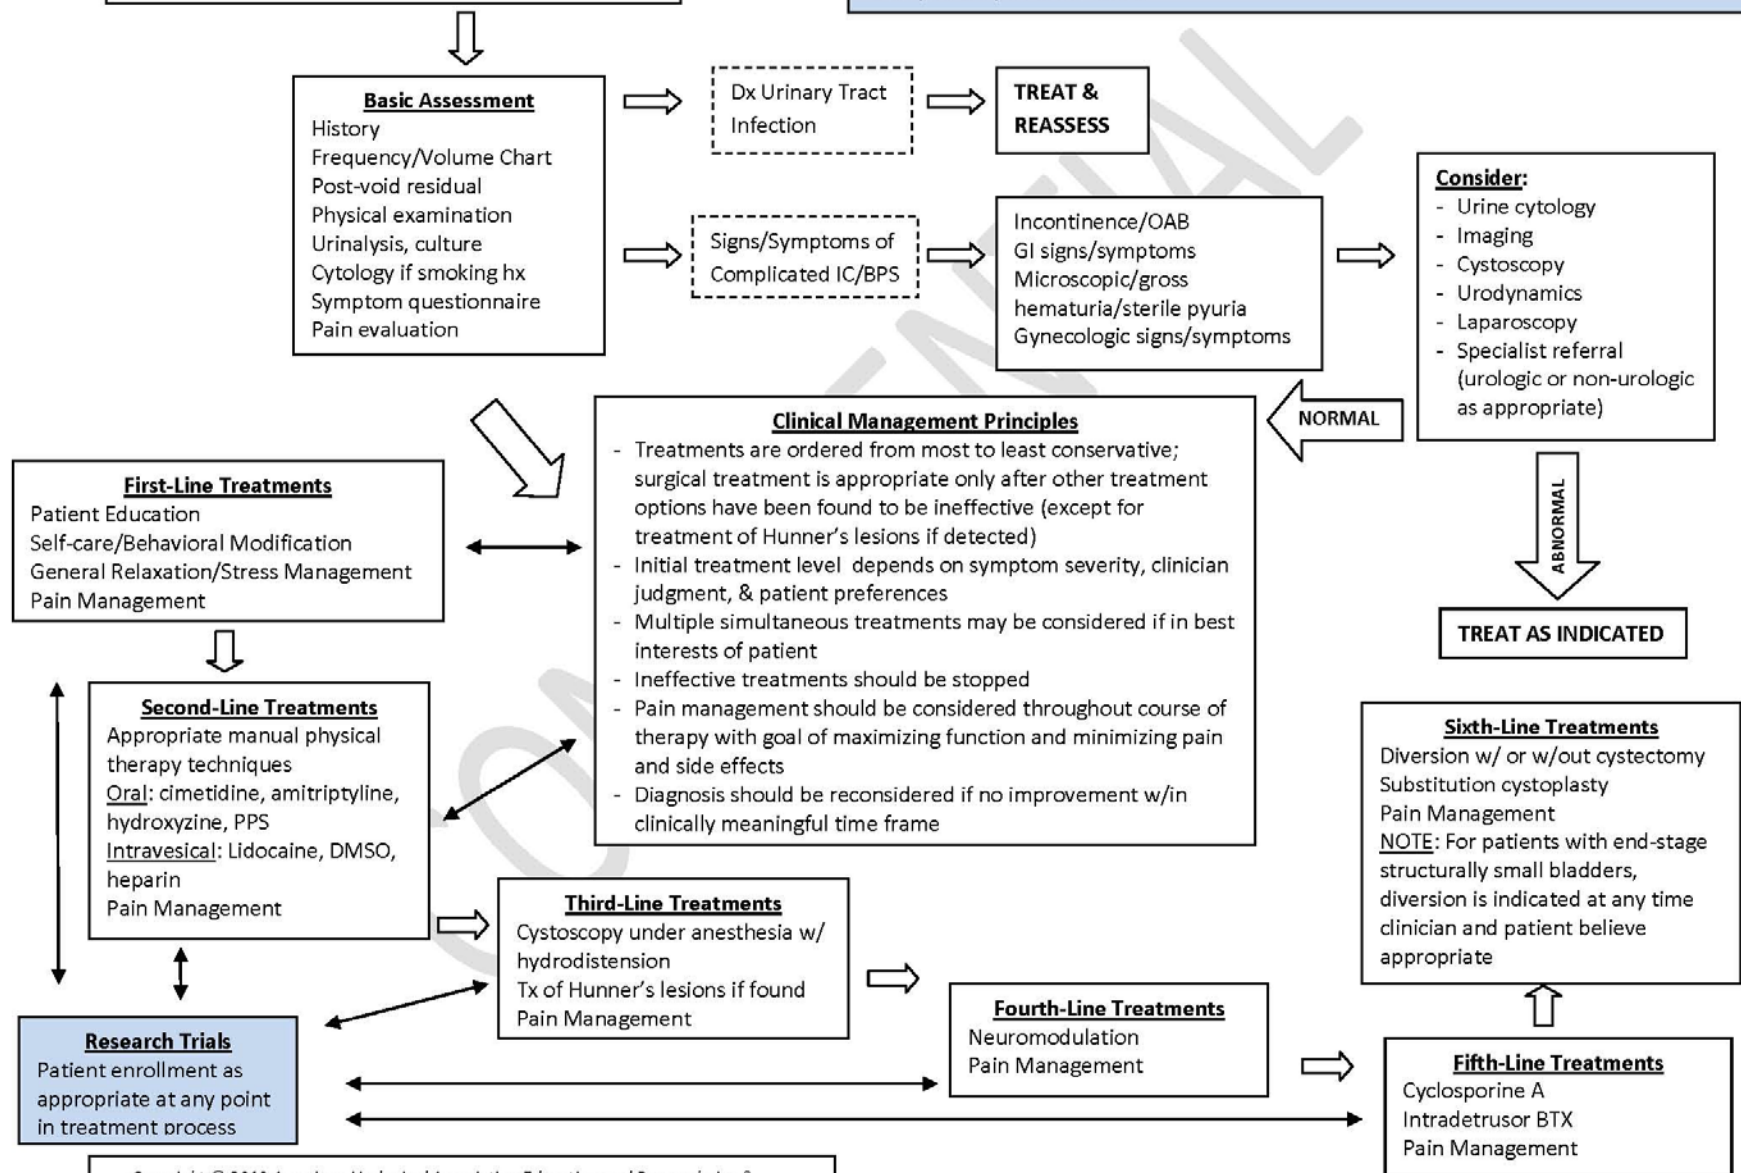 Basic Assessment
History
Frequency/Volume Chart
Post-void residual
Physical examination
Urinalysis, culture
Cytology if smoking hx
Symptom questionnaire
Pain evaluation
Dx Urinary Tract
Infection
TREAT &
REASSESS
Signs/Symptoms of
Complicated IC/BPS
Incontinence/OAB
GI signs/symptoms
Microscopic/gross
hematuria/sterile pyuria
Gynecologic signs/symptoms
Consider:
- Urine cytology
- Imaging
- Cystoscopy
- Urodynamics
- Laparoscopy
- Specialist referral
(urologic or non-urologic
as appropriate)
NORMAL
ABNORMAL
TREAT AS INDICATED
Clinical Management Principles
- Treatments are ordered from most to least conservative;
surgical treatment is appropriate only after other treatment
options have been found to be ineffective (except for
treatment of Hunner's lesions if detected)
- Initial treatment level depends on symptom severity, clinician
judgment, & patient preferences
- Multiple simultaneous treatments may be considered if in best
interests of patient
- Ineffective treatments should be stopped
- Pain management should be considered throughout course of
therapy with goal of maximizing function and minimizing pain
and side effects
- Diagnosis should be reconsidered if no improvement w/in
clinically meaningful time frame
First-Line Treatments
Patient Education
Self-care/Behavioral Modification
General Relaxation/Stress Management
Pain Management
Second-Line Treatments
Appropriate manual physical
therapy techniques
Oral: cimetidine, amitriptyline,
hydroxyzine, PPS
Intravesical: Lidocaine, DMSO,
heparin
Pain Management
Third-Line Treatments
Cystoscopy under anesthesia w/
hydrodistension
Tx of Hunner's lesions if found
Pain Management
Fourth-Line Treatments
Neuromodulation
Pain Management
Fifth-Line Treatments
Cyclosporine A
Intradetrusor BTX
Pain Management
Sixth-Line Treatments
Diversion w/ or w/out cystectomy
Substitution cystoplasty
Pain Management
NOTE: For patients with end-stage
structurally small bladders,
diversion is indicated at any time
clinician and patient believe
appropriate
Research Trials
Patient enrollment as
appropriate at any point
in treatment process